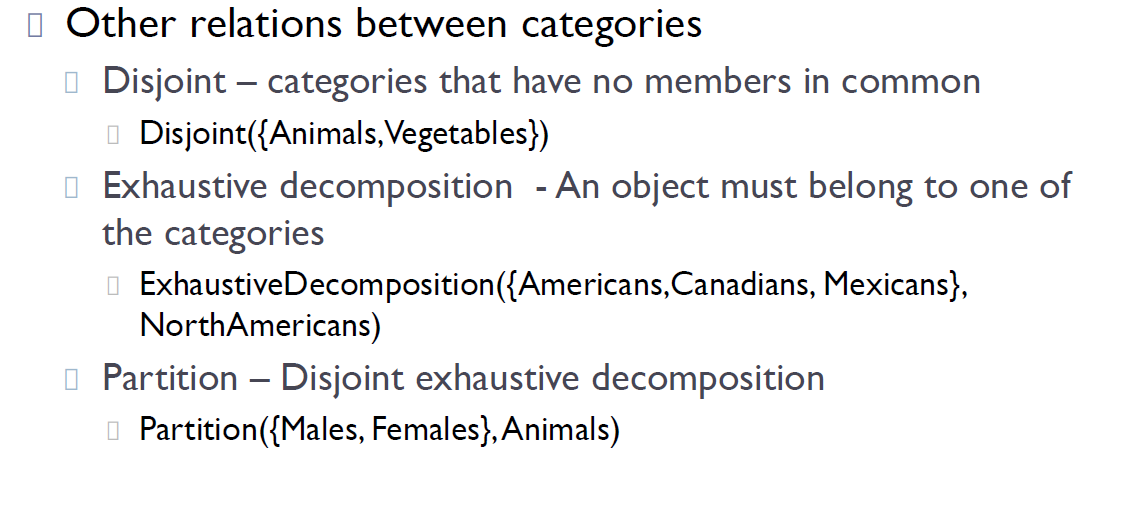 Other relations between categories
Disjoint – categories that have no members in common
Disjoint({Animals,Vegetables})
Exhaustive decomposition - An object must belong to one of
the categories
ExhaustiveDecomposition({Americans,Canadians, Mexicans},
NorthAmericans)
Partition – Disjoint exhaustive decomposition
Partition({Males, Females},Animals)